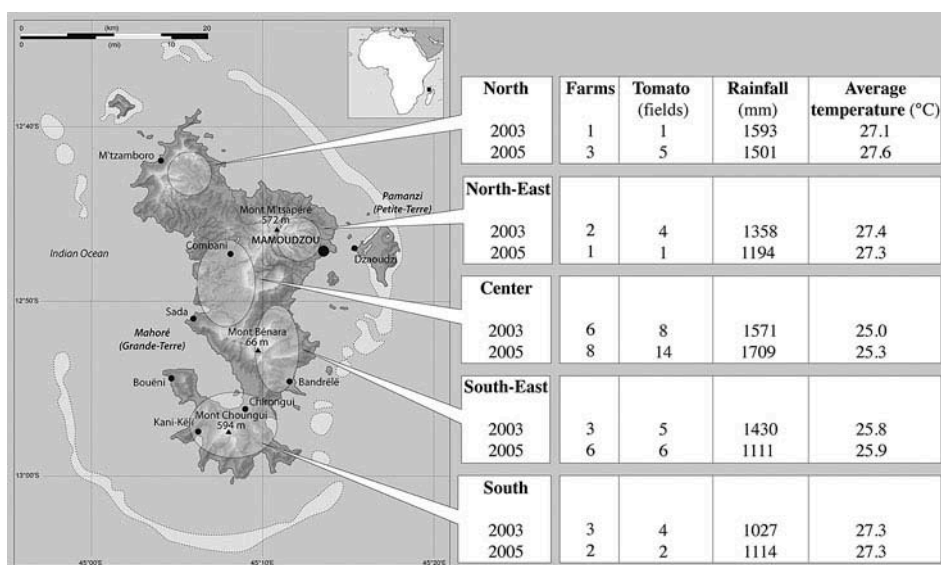 0 (km) 20
0 (mi) 10
12°40'S
M'tzamboro
Pamanzi
(Petite-Terre)
Mont M'tsapéré
572 m
MAMOUDZOU
Combani
Dzaoudzi
Indian Ocean
12°50'S
Sada
Mahoré
(Grande-Terre)
Mont Bénara
66 m
Bouéni
Bandrélé
Chirongui
Mont Choungui
594 m
Kani-Kéli
13°00'S
45°00'S 45°10'S 45°20'S
North Farms Tomato Rainfall Average
(fields) (mm) temperature (°C)
2003 1 1 1593 27.1
2005 3 5 1501 27.6
North-East
2003 2 4 1358 27.4
2005 1 1 1194 27.3
Center
2003 6 8 1571 25.0
2005 8 14 1709 25.3
South-East
2003 3 5 1430 25.8
2005 6 6 1111 25.9
South
2003 3 4 1027 27.3
2005 2 2 1114 27.3